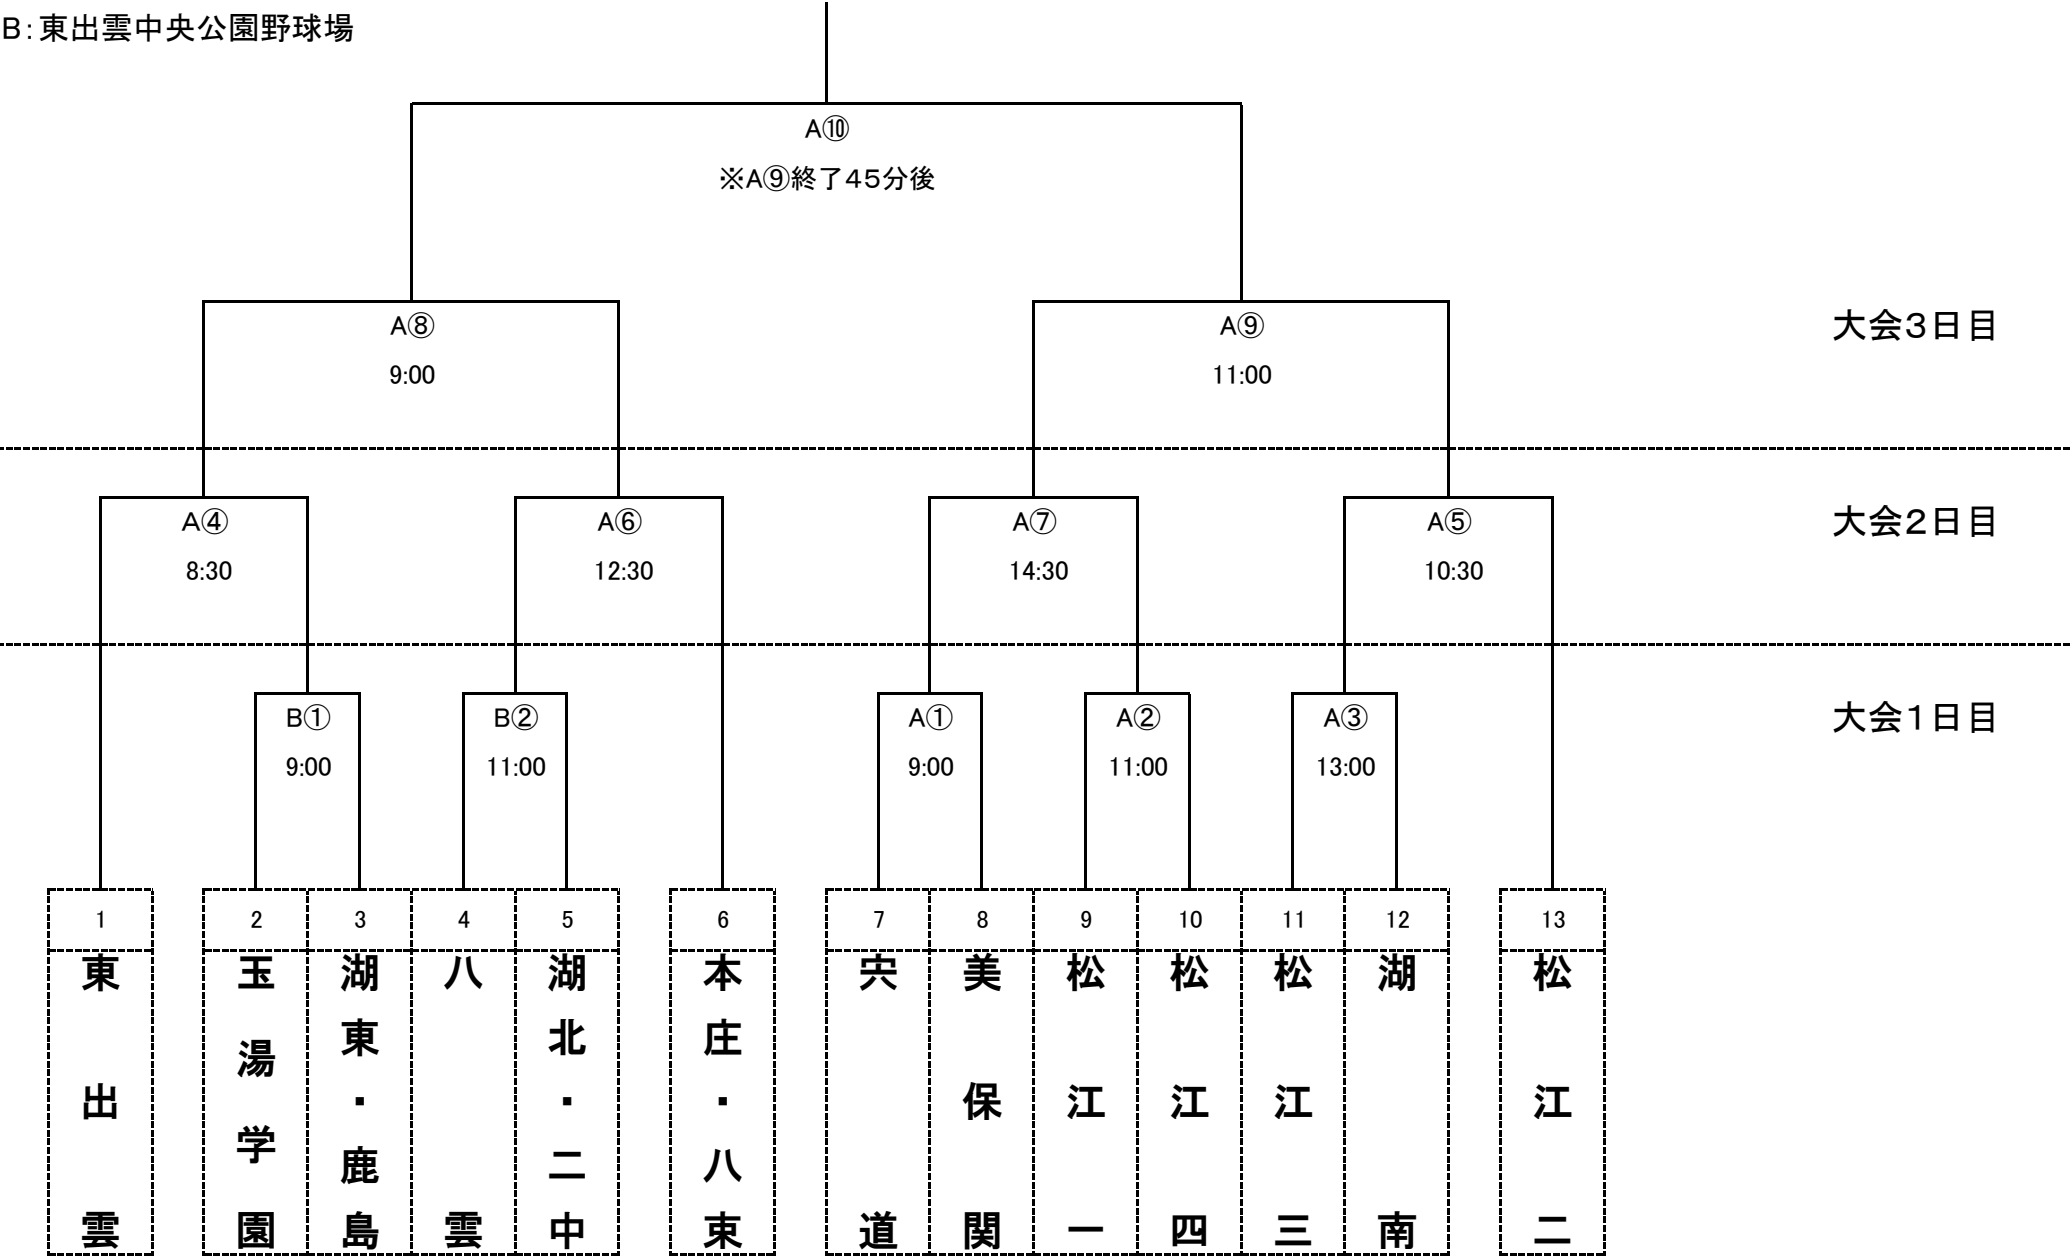 B:東出雲中央公園野球場
A⑩
※A⑨終了45分後
A⑧
A⑨
大会3日目
9:00
11:00
A④
A⑥
A⑦
A⑤
大会2日目
8:30
12:30
14:30
10:30
B①
B②
A①
A②
A③
大会1日目
9:00
11:00
9:00
11:00
13:00
1
2
3
4
5
6
7
8
9
10
11
12
13
東出雲
玉湯学園
湖東・鹿島
八雲
湖北・二中
本庄・八束
宍道
美保関
松江一
松江四
松江三
湖南
松江二